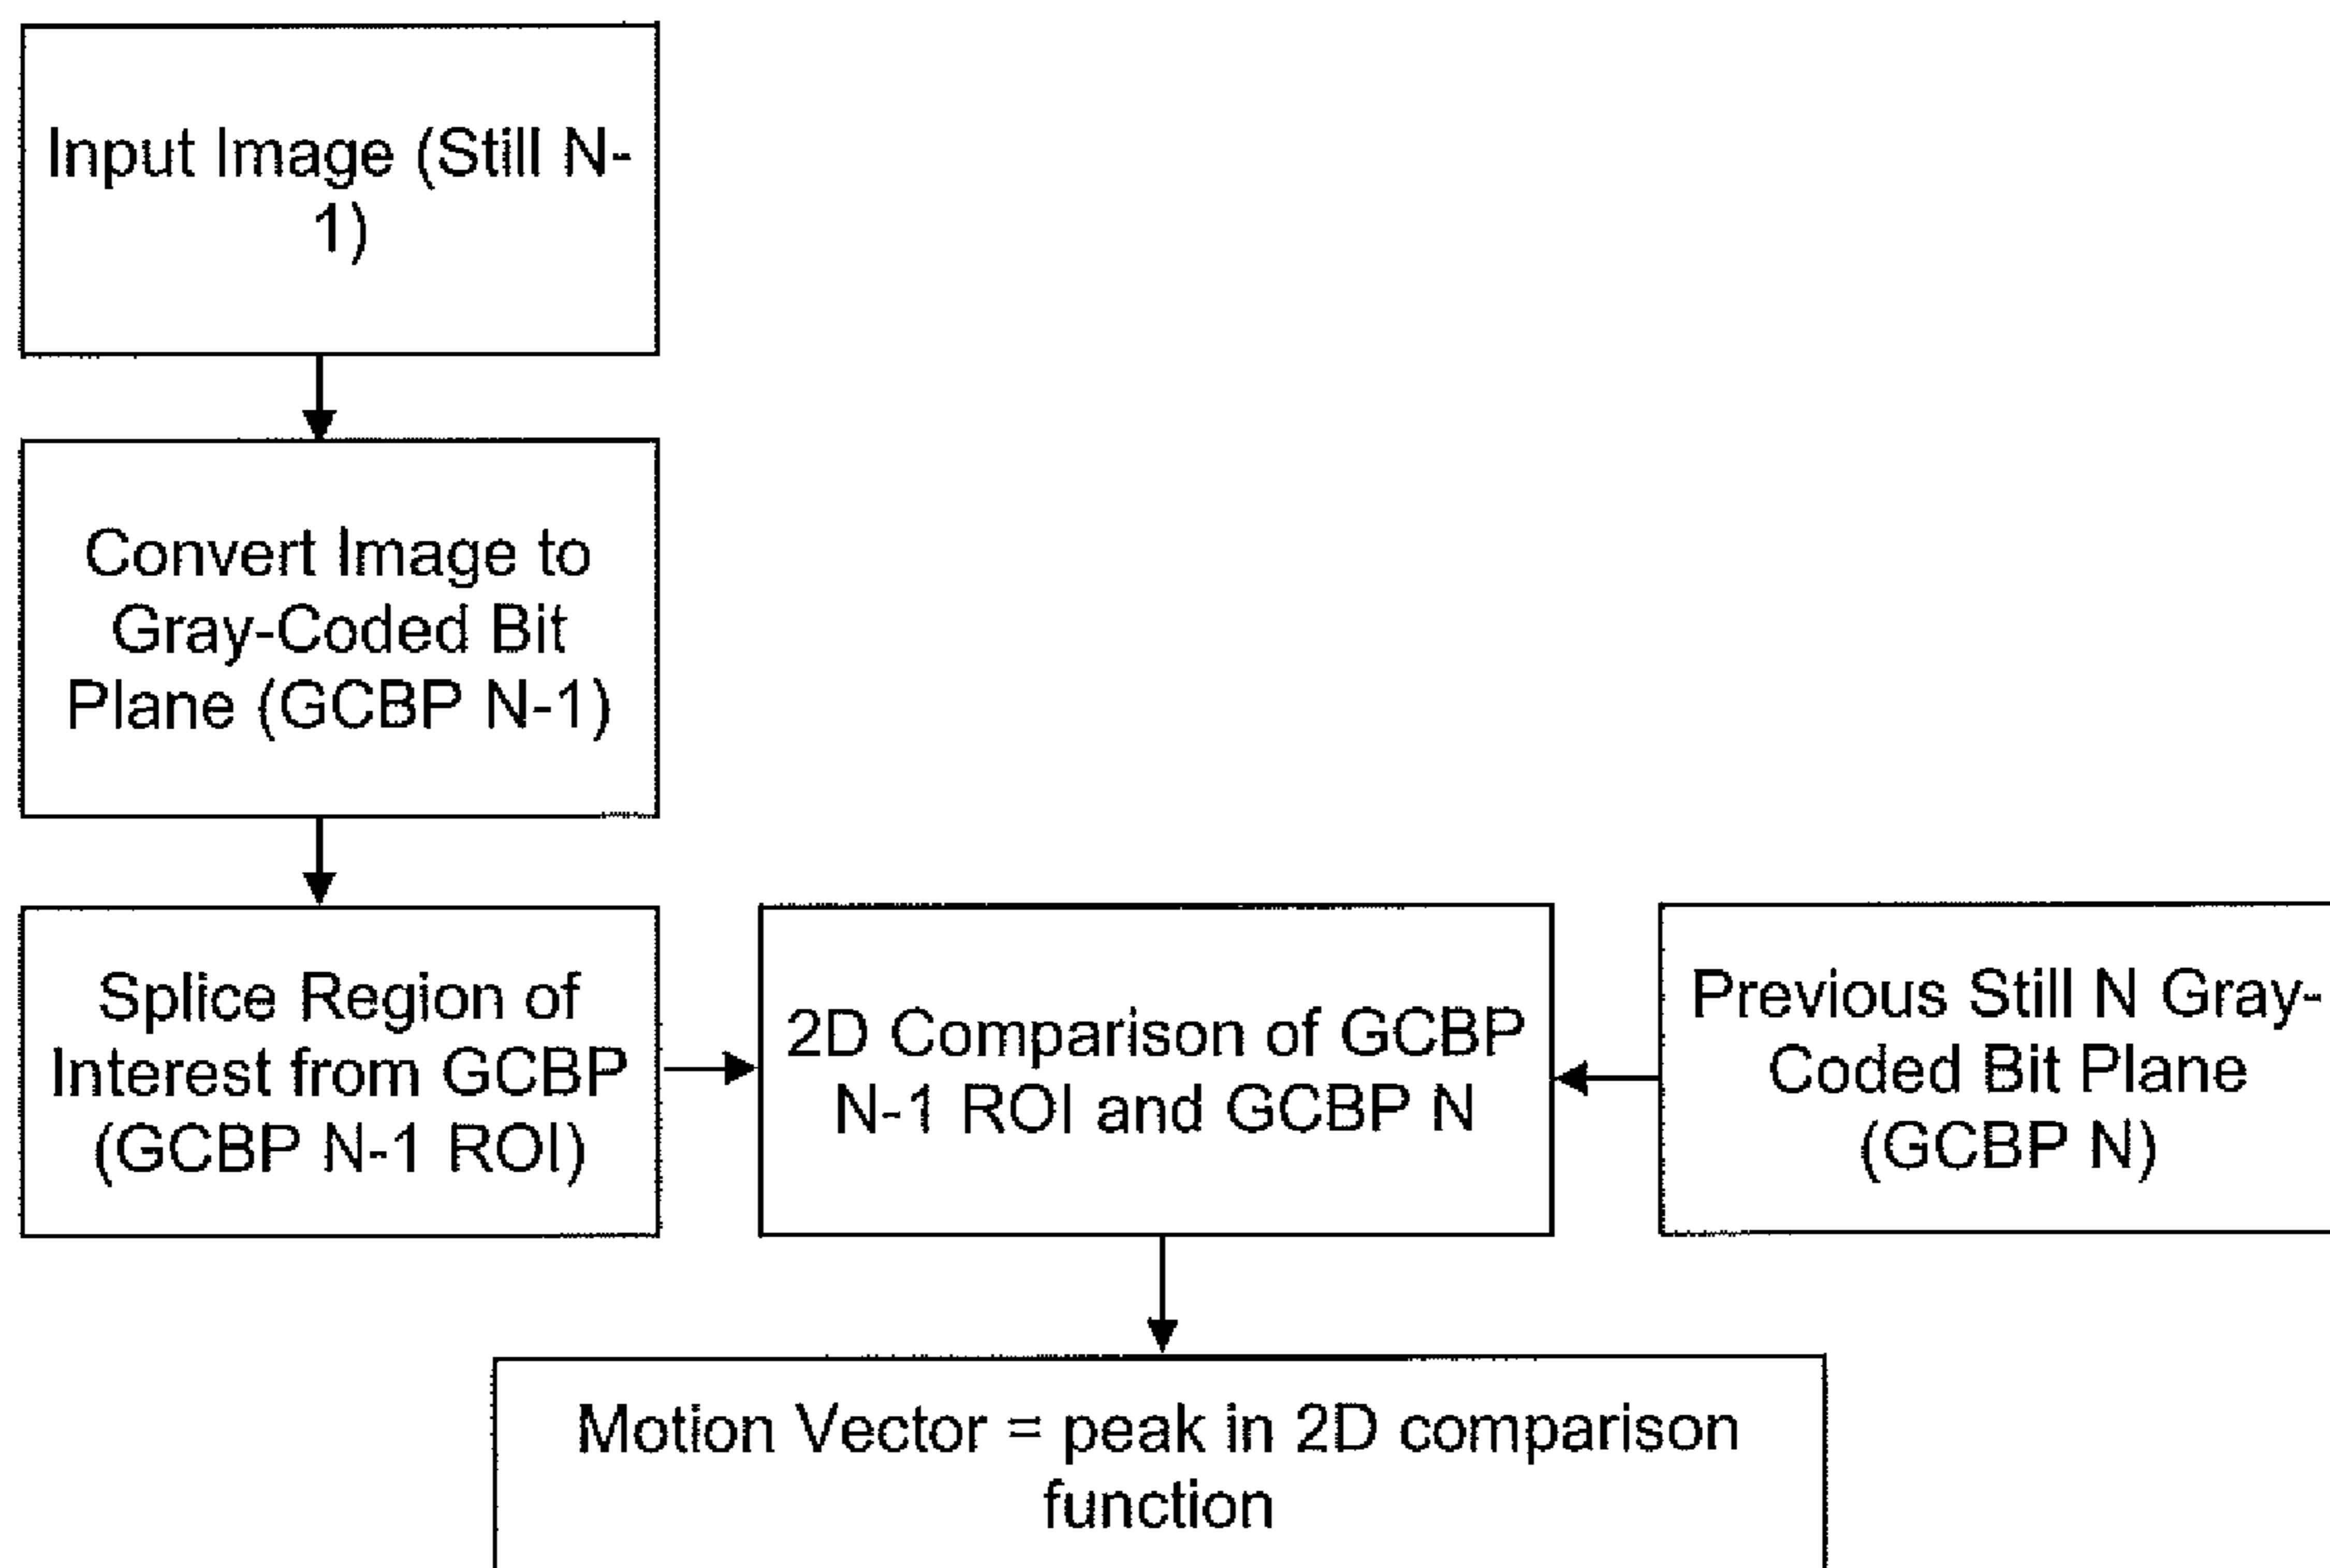 Input Image (Still N-
1)
Convert Image to
Gray-Coded Bit
Plane (GCBP N-1)
Splice Region of
Interest from GCBP
(GCBP N-1 ROI)
2D Comparison of GCBP
N-1 ROI and GCBP N
Previous Still N Gray-
Coded Bit Plane
(GCBP N)
Motion Vector = peak in 2D comparison
function